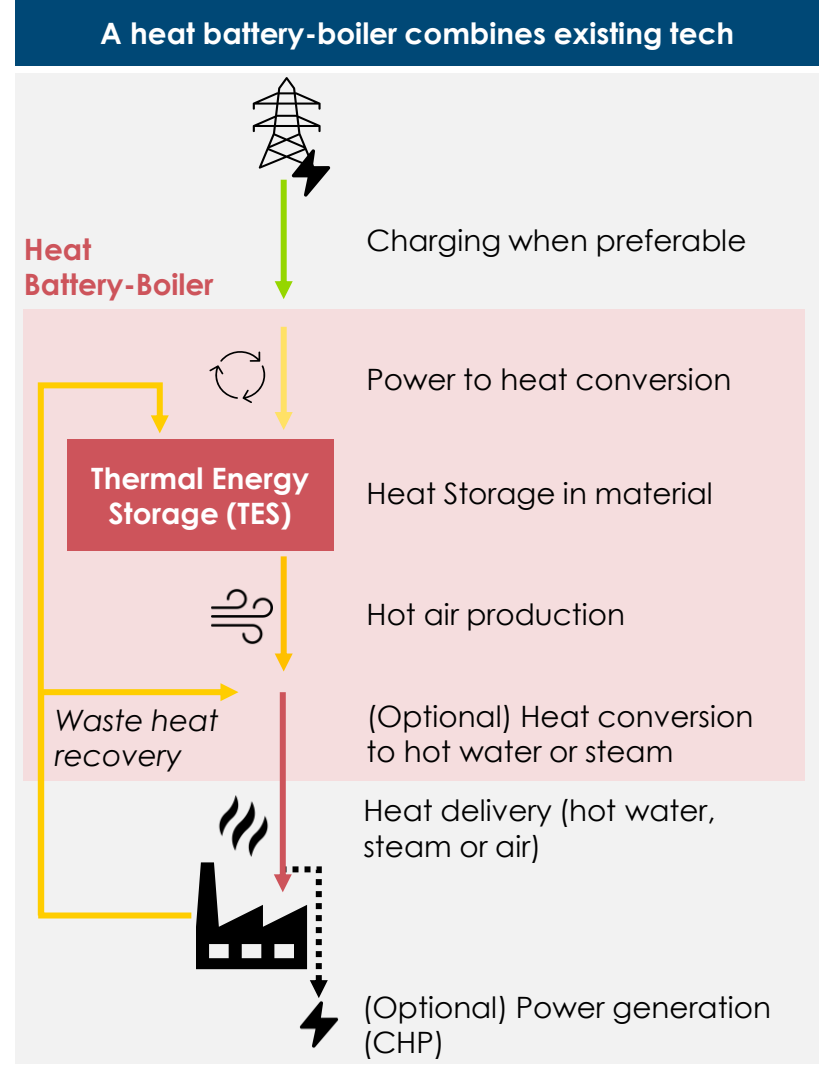 A heat battery-boiler combines existing tech
Charging when preferable
Heat
Battery-Boiler
Power to heat conversion
Thermal Energy
Storage (TES)
Heat Storage in material
Hot air production
Waste heat
recovery
(Optional) Heat conversion
to hot water or steam
Heat delivery (hot water,
steam or air)
(Optional) Power generation
(CHP)